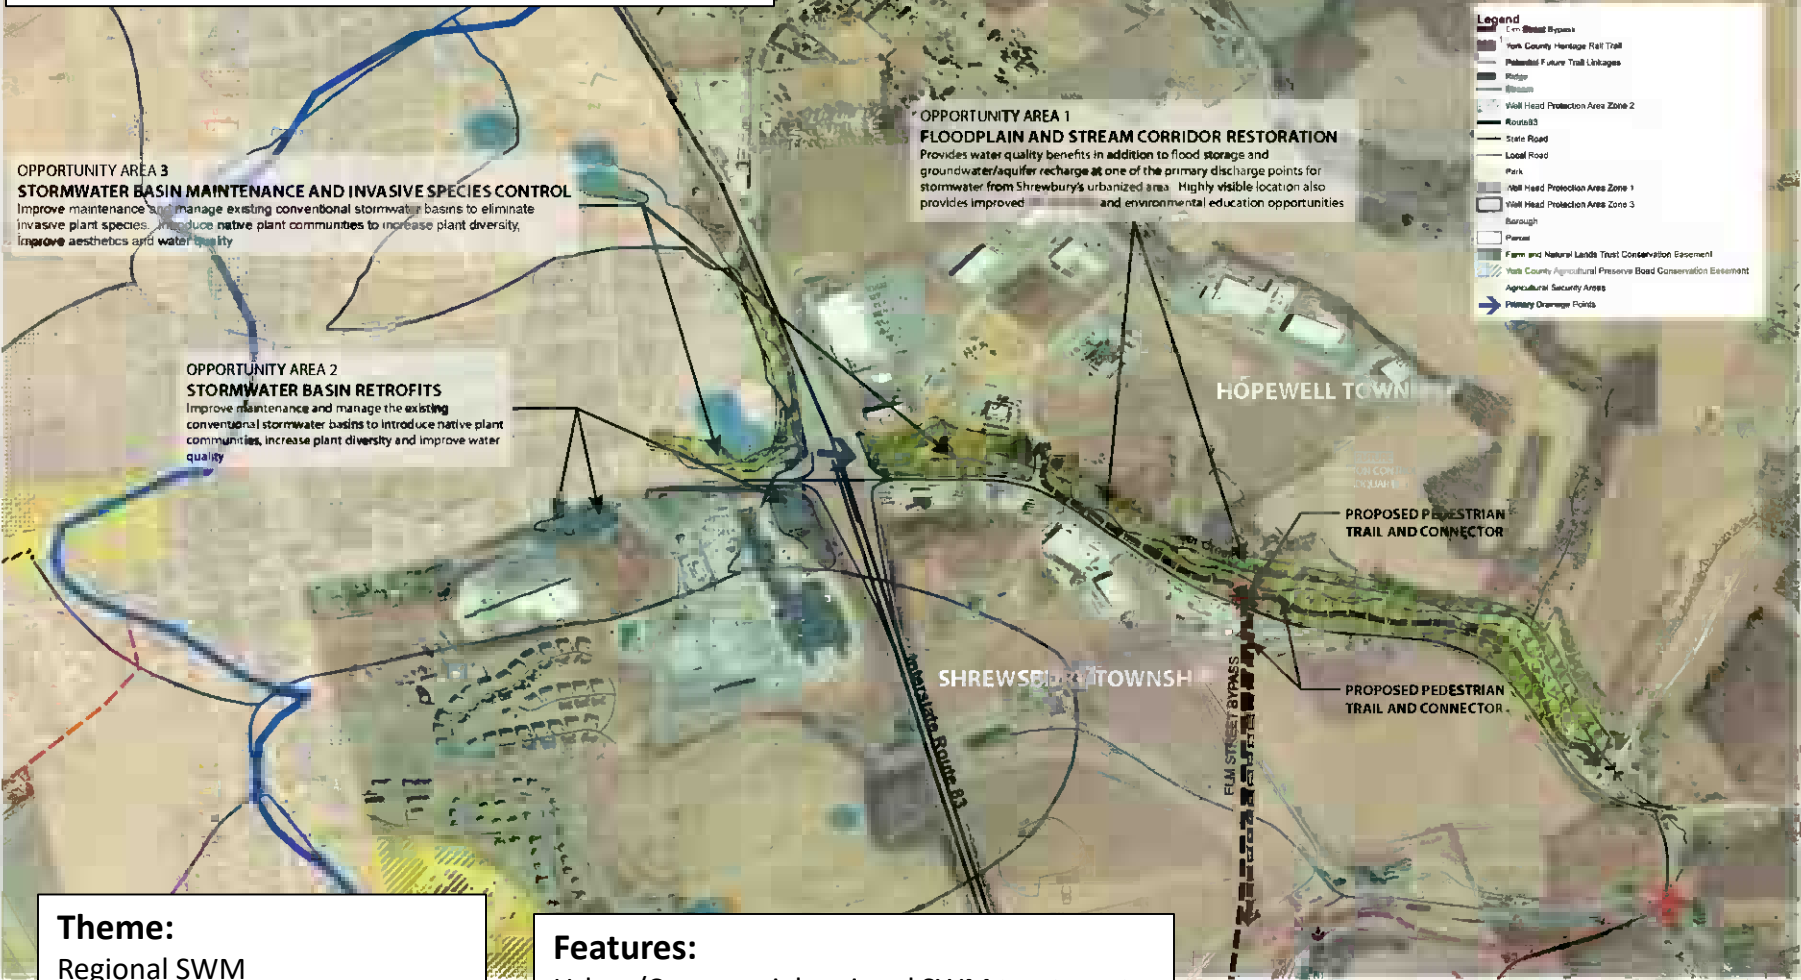 Legend
Bypass
York County Heritage Rail Trail
Potential Future Trail Linkages
Ridge
Stream
Well Head Protection Area Zone 2
Route83
State Road
Local Road
Park
Well Head Protection Area Zone 1
Well Head Protection Area Zone 3
Borough
Parcel
Farm and Natural Lands Trust Conservation Easement
York County Agricultural Preserve Board Conservation Easement
Agricultural Security Areas
Primary Drainage Points
OPPORTUNITY AREA 1
FLOODPLAIN AND STREAM CORRIDOR RESTORATION
Provides water quality benefits in addition to flood storage and
groundwater/aquifer recharge at one of the primary discharge points for
stormwater from Shrewbury's urbanized area. Highly visible location also
provides improved and environmental education opportunities
OPPORTUNITY AREA 3
STORMWATER BASIN MAINTENANCE AND INVASIVE SPECIES CONTROL
Improve maintenance and manage existing conventional stormwater basins to eliminate
invasive plant species. Introduce native plant communities to increase plant diversity,
improve aesthetics and water quality
OPPORTUNITY AREA 2
STORMWATER BASIN RETROFITS
Improve maintenance and manage the existing
conventional stormwater basins to introduce native plant
communities, increase plant diversity and improve water
quality
HOPEWELL TOWN
PROPOSED PEDESTRIAN
TRAIL AND CONNECTOR
SHREWSBURY TOWNSH
PROPOSED PEDESTRIAN
TRAIL AND CONNECTOR
ELM STREET BYPASS
Interstate Route 83
Theme:
Regional SWM
Features: